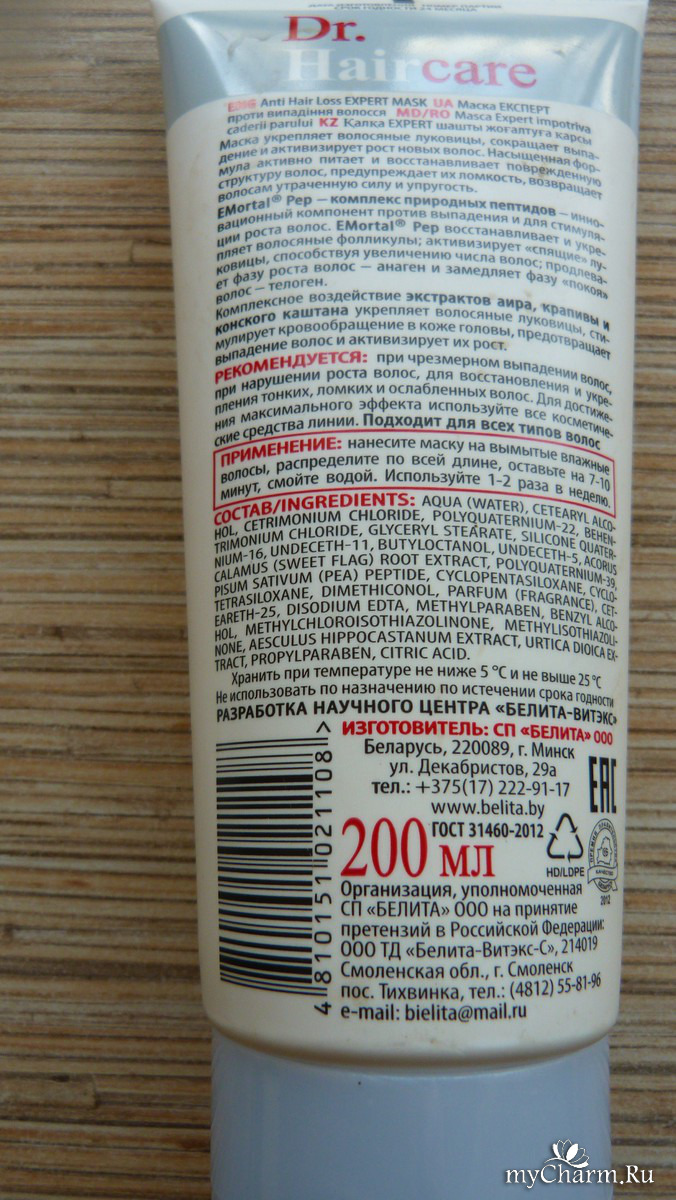 СРОК ГОДНОСТИ 24 МЕСЯЦА
Dr.
Haircare
Anti Hair Loss EXPERT MASK UA Маска ЕКСПЕРТ
проти випадіння волосся MD/RO Masca Expert impotriva
caderii parului KZ Қалка EXPERT шашты жоғалтуға карсы
Маска укрепляет волосяные луковицы, сокращает выпа-
дение и активизирует рост новых волос. Насыщенная фор-
мула активно питает и восстанавливает поврежденную
структуру волос, предупреждает их ломкость, возвращает
волосам утраченную силу и упругость.
EMortal® Pep — комплекс природных пептидов — инно-
вационный компонент против выпадения и для стимуля-
ции роста волос. EMortal® Pep восстанавливает и укре-
пляет волосяные фолликулы; активизирует «спящие» лу-
ковицы, способствуя увеличению числа волос; продлева-
ет фазу роста волос — анаген и замедляет фазу «покоя»
волос — телоген.
Комплексное воздействие экстрактов аира, крапивы и
конского каштана укрепляет волосяные луковицы, сти-
мулирует кровообращение в коже головы, предотвращает
выпадение волос и активизирует их рост.
РЕКОМЕНДУЕТСЯ: при чрезмерном выпадении волос,
при нарушении роста волос, для восстановления и укре-
пления тонких, ломких и ослабленных волос. Для достиже-
ния максимального эффекта используйте все косметиче-
ские средства линии. Подходит для всех типов волос
ПРИМЕНЕНИЕ: нанесите маску на вымытые влажные
волосы, распределите по всей длине, оставьте на 7-10
минут, смойте водой. Используйте 1-2 раза в неделю.
СОСТАВ/INGREDIENTS: AQUA (WATER), CETEARYL ALCO-
HOL, CETRIMONIUM CHLORIDE, POLYQUATERNIUM-22, BEHEN-
TRIMONIUM CHLORIDE, GLYCERYL STEARATE, SILICONE QUATER-
NIUM-16, UNDECETH-11, BUTYLOCTANOL, UNDECETH-5, ACORUS
CALAMUS (SWEET FLAG) ROOT EXTRACT, POLYQUATERNIUM-39,
PISUM SATIVUM (PEA) PEPTIDE, CYCLOPENTASILOXANE, CYCLO-
TETRASILOXANE, DIMETHICONOL, PARFUM (FRAGRANCE), CET-
EARETH-25, DISODIUM EDTA, METHYLPARABEN, BENZYL ALCO-
HOL, METHYLCHLOROISOTHIAZOLINONE, METHYLISOTHIAZOLI-
NONE, AESCULUS HIPPOCASTANUM EXTRACT, URTICA DIOICA EX-
TRACT, PROPYLPARABEN, CITRIC ACID.
Хранить при температуре не ниже 5 °С и не выше 25 °С
Не использовать по назначению по истечении срока годности
РАЗРАБОТКА НАУЧНОГО ЦЕНТРА «БЕЛИТА-ВИТЭКС»
ИЗГОТОВИТЕЛЬ: СП «БЕЛИТА» ООО
Беларусь, 220089, г. Минск
ул. Декабристов, 29а
тел.: +375(17) 222-91-17
www.belita.by
EAC
200 мл
ГОСТ 31460-2012
HD/LDPE
2012
4 810151 021108 >
Организация, уполномоченная
СП «БЕЛИТА» ООО на принятие
претензий в Российской Федерации:
ООО ТД «Белита-Витэкс-С», 214019
Смоленская обл., г. Смоленск
пос. Тихвинка, тел.: (4812) 55-81-96
e-mail: bielita@mail.ru
myCharm.Ru